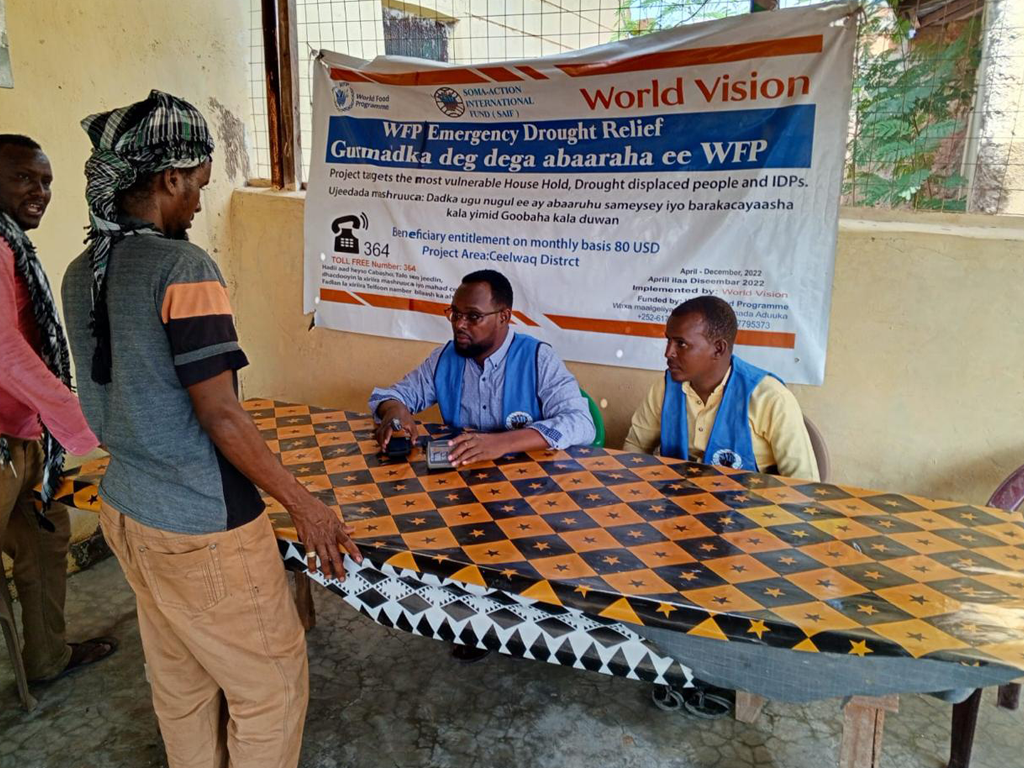 World Food
Programme
SOMA-ACTION
INTERNATIONAL
FUND ( SAIF )
World Vision
WFP Emergency Drought Relief
Gurmadka deg dega abaaraha ee WFP
Project targets the most vulnerable House Hold, Drought displaced people and IDPs.
Ujeedada mashruuca: Dadka ugu nugul ee ay abaaruhu sameysey iyo barakacayaasha
kala yimid Goobaha kala duwan
364
Beneficiary entitlement on monthly basis 80 USD
Project Area:Ceelwaq Distrct
TOLL FREE Number: 364
April - December, 2022
Apriil ilaa Diseembar 2022
Implemented by: World Vision
Funded by: Programme